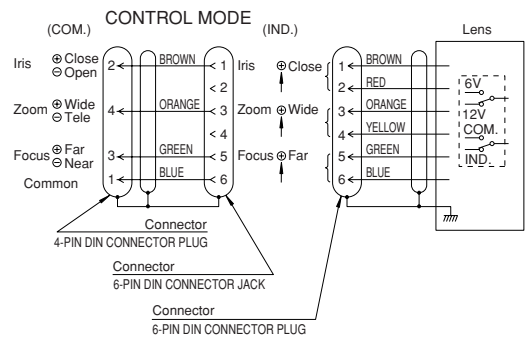 CONTROL MODE
(COM.) (IND.) Lens
Iris ⊕ Close ⊖ Open 2 BROWN 1 Iris ⊕ Close 1 BROWN
2 2 RED
Zoom ⊕ Wide ⊖ Tele 4 ORANGE 3 Zoom ⊕ Wide 3 ORANGE
4 4 YELLOW
Focus ⊕ Far ⊖ Near 3 GREEN 5 Focus ⊕ Far 5 GREEN
Common 1 BLUE 6 6 BLUE
6V
12V
COM.
IND.
Connector
4-PIN DIN CONNECTOR PLUG
Connector
6-PIN DIN CONNECTOR JACK
Connector
6-PIN DIN CONNECTOR PLUG